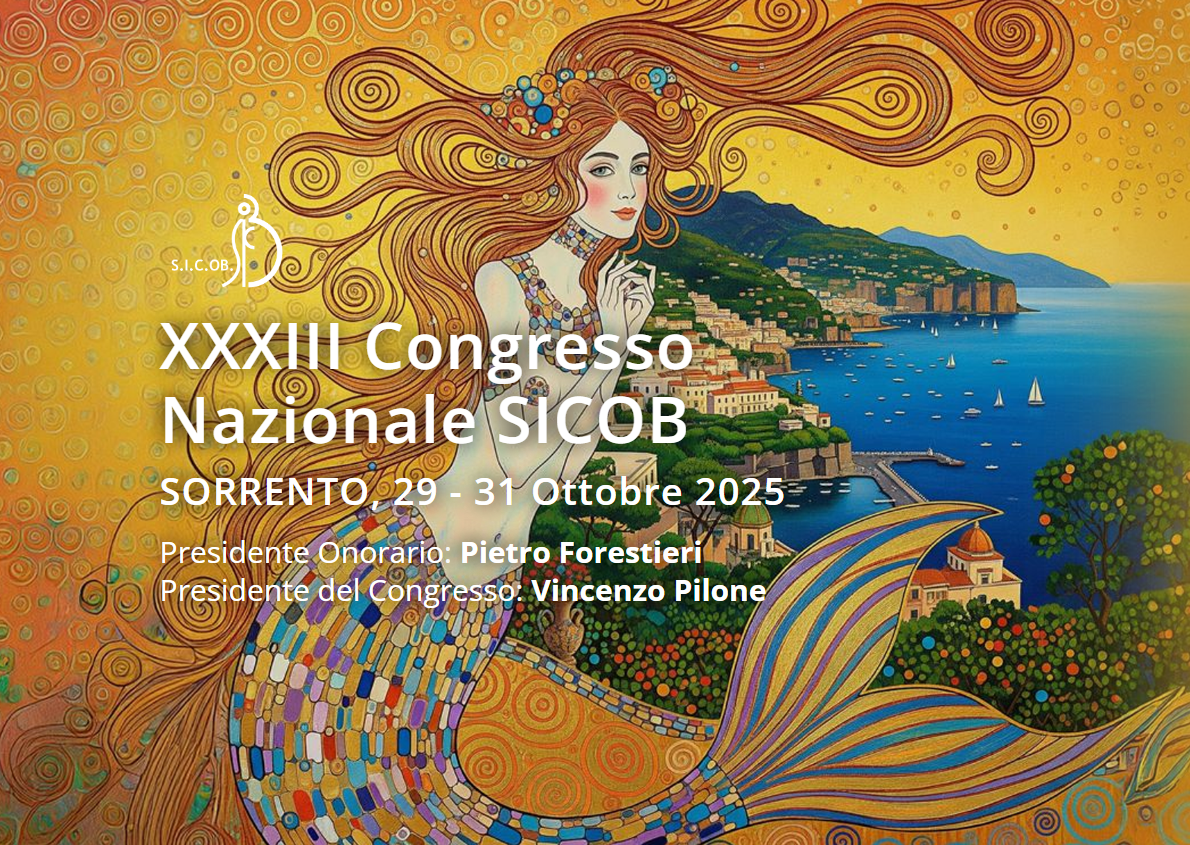 S.I.C.OB.
XXXIII Congresso
Nazionale SICOB
SORRENTO, 29 - 31 Ottobre 2025
Presidente Onorario: Pietro Forestieri
Presidente del Congresso: Vincenzo Pilone